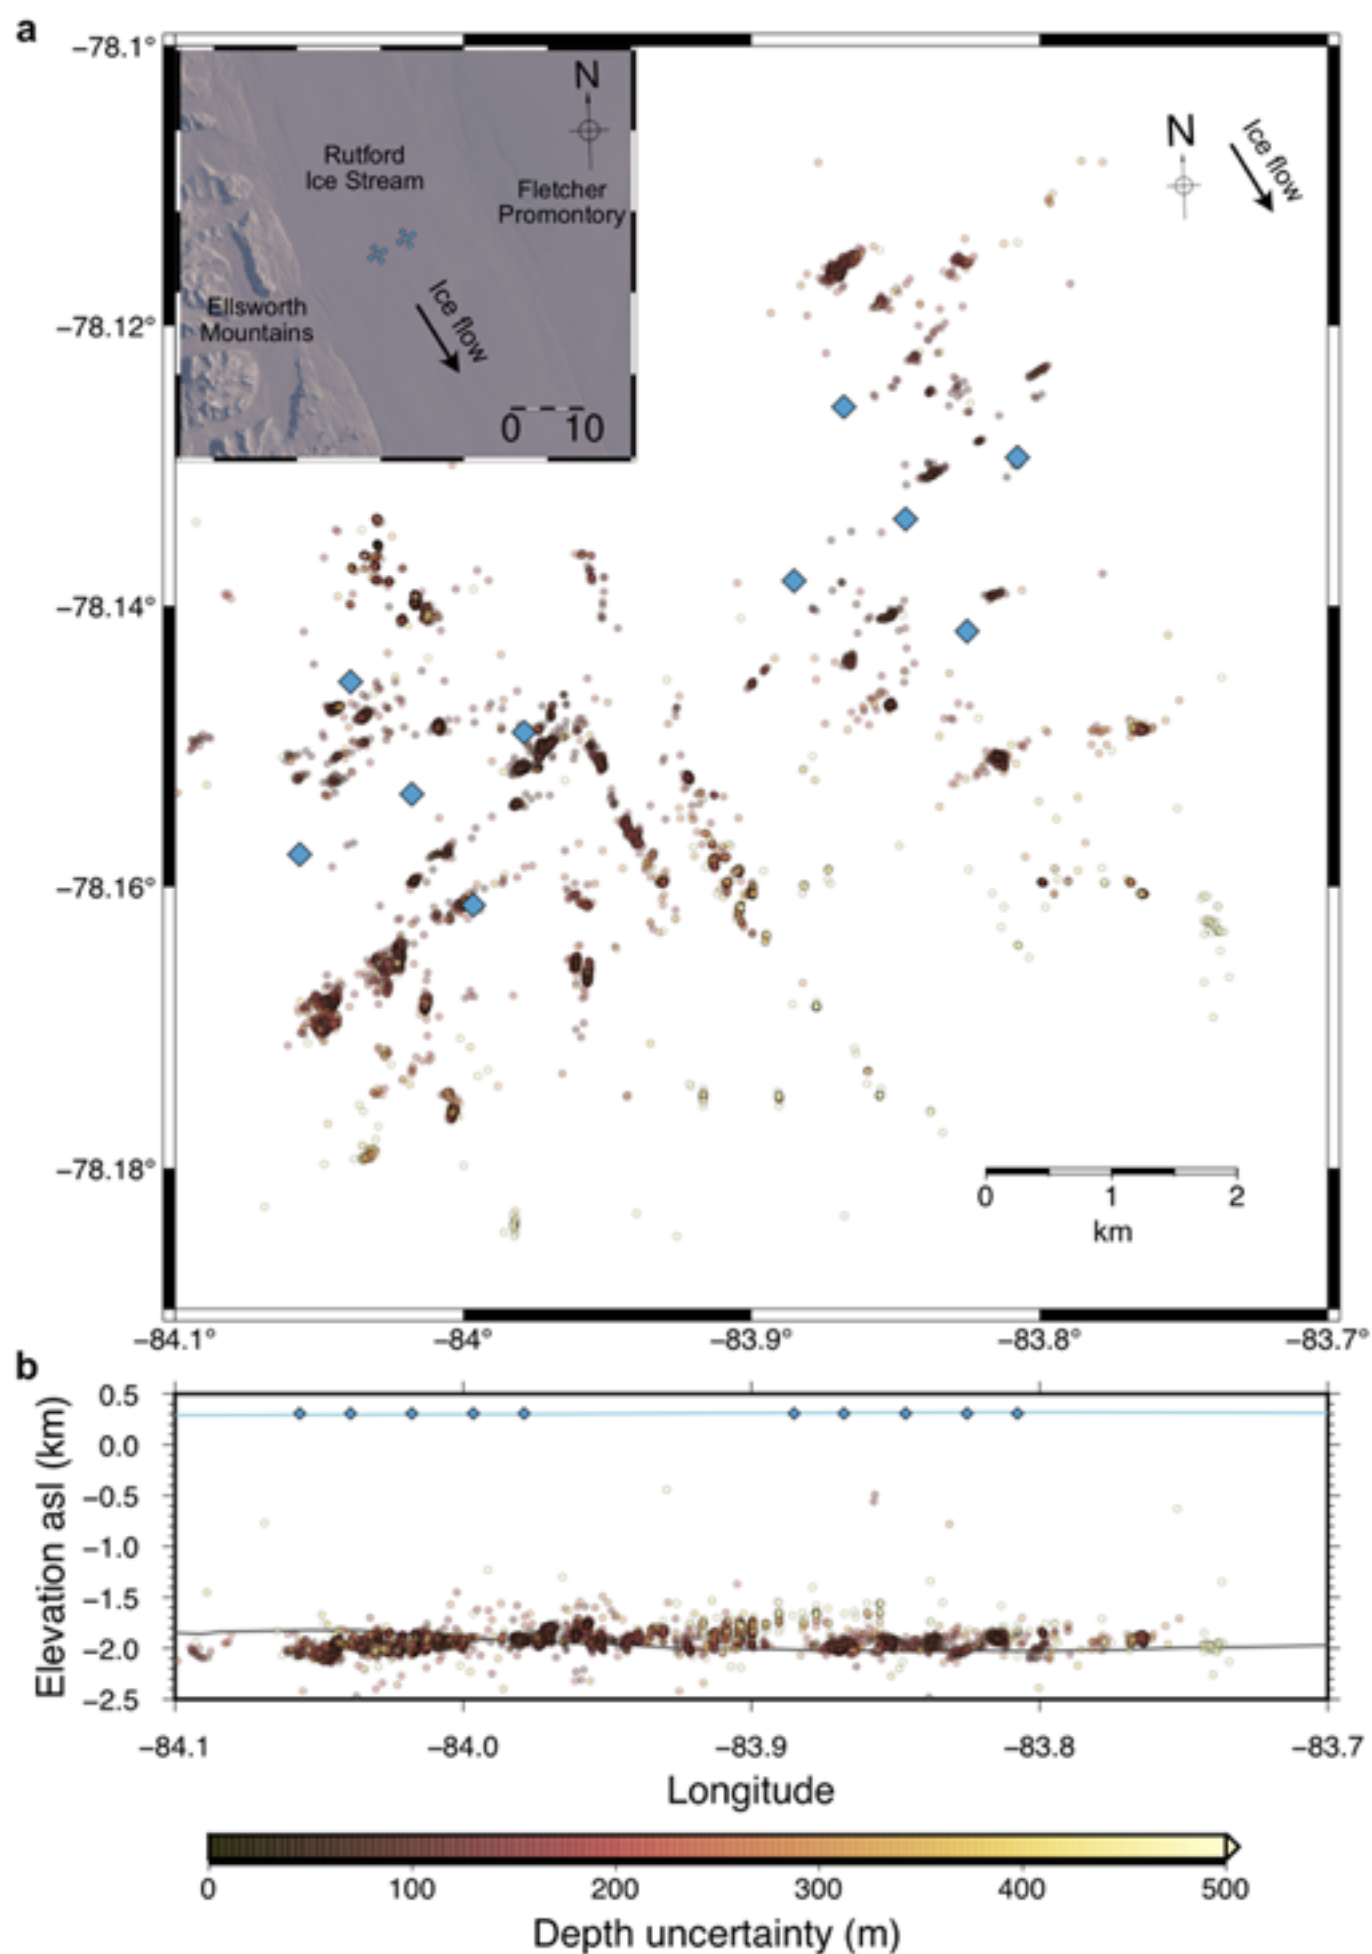 a
−78.1°
N
Rutford
Ice Stream
Fletcher
Promontory
Ellsworth
Mountains
Ice flow
0 10
N
Ice flow
−78.12°
−78.14°
−78.16°
−78.18°
0 1 2
km
−84.1° −84° −83.9° −83.8° −83.7°
b
Elevation asl (km)
0.5
0.0
−0.5
−1.0
−1.5
−2.0
−2.5
−84.1 −84.0 −83.9 −83.8 −83.7
Longitude
0 100 200 300 400 500
Depth uncertainty (m)